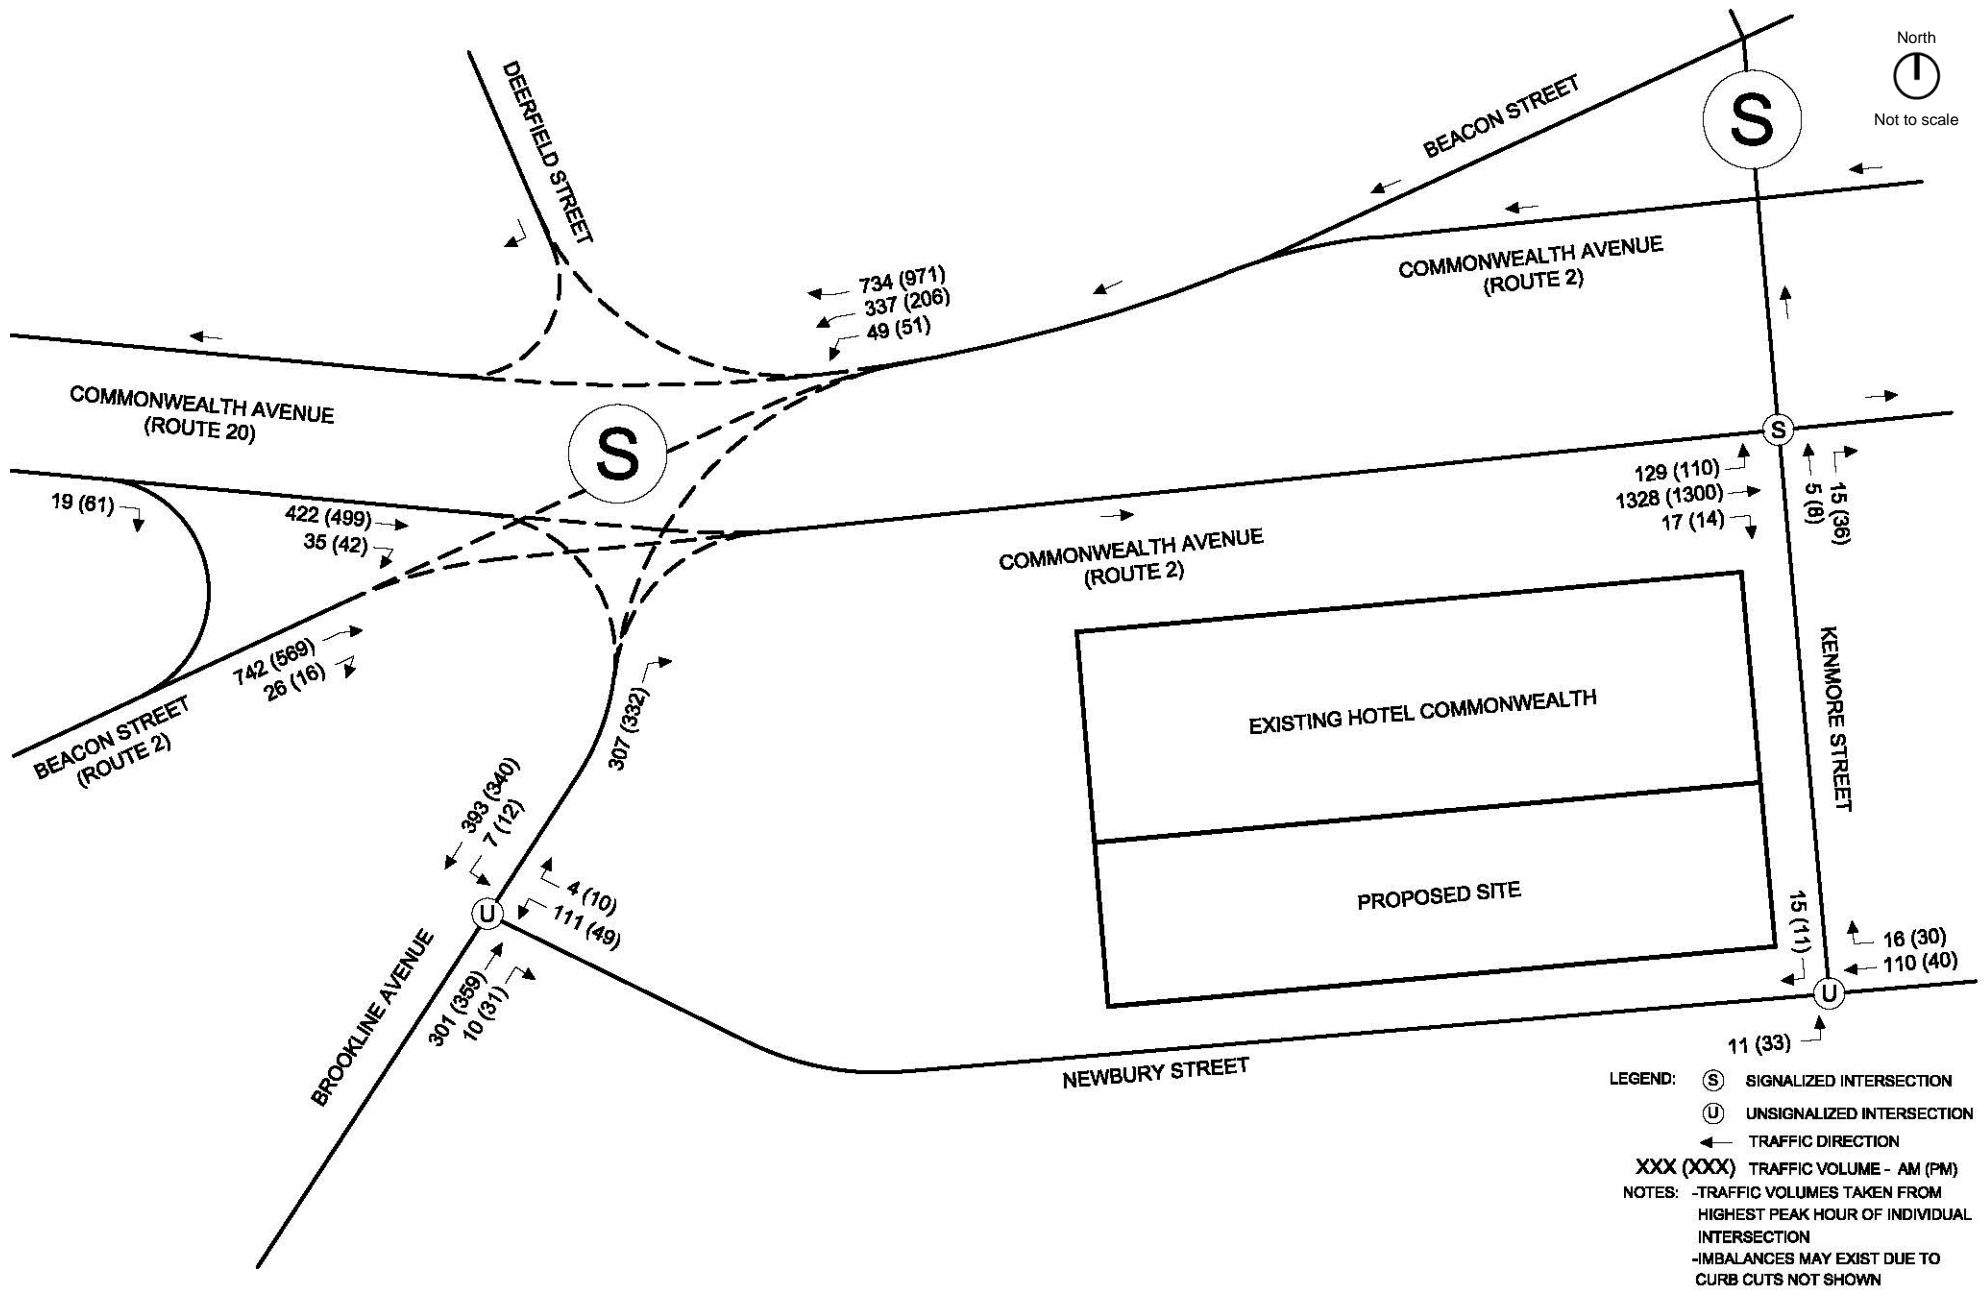 North
Not to scale
S
DEERFIELD STREET
BEACON STREET
COMMONWEALTH AVENUE
(ROUTE 2)
734 (971)
337 (206)
49 (51)
COMMONWEALTH AVENUE
(ROUTE 20)
S
S
19 (61)
422 (499)
35 (42)
129 (110)
1328 (1300)
17 (14)
5 (8)
15 (36)
COMMONWEALTH AVENUE
(ROUTE 2)
742 (569)
26 (16)
BEACON STREET
(ROUTE 2)
307 (332)
EXISTING HOTEL COMMONWEALTH
KENMORE STREET
393 (340)
7 (12)
PROPOSED SITE
4 (10)
111 (49)
U
15 (11)
16 (30)
110 (40)
BROOKLINE AVENUE
301 (359)
10 (31)
U
11 (33)
NEWBURY STREET
LEGEND: S SIGNALIZED INTERSECTION
U UNSIGNALIZED INTERSECTION
TRAFFIC DIRECTION
XXX (XXX) TRAFFIC VOLUME - AM (PM)
NOTES: -TRAFFIC VOLUMES TAKEN FROM
HIGHEST PEAK HOUR OF INDIVIDUAL
INTERSECTION
-IMBALANCES MAY EXIST DUE TO
CURB CUTS NOT SHOWN